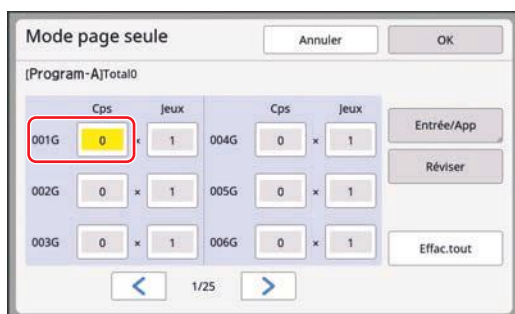 Mode page seule Annuler OK
[Program-A]Total0
Cps Jeux Cps Jeux
001G 0 × 1 004G 0 × 1 Entrée/App
Réviser
002G 0 × 1 005G 0 × 1
003G 0 × 1 006G 0 × 1 Effac.tout
< 1/25 >